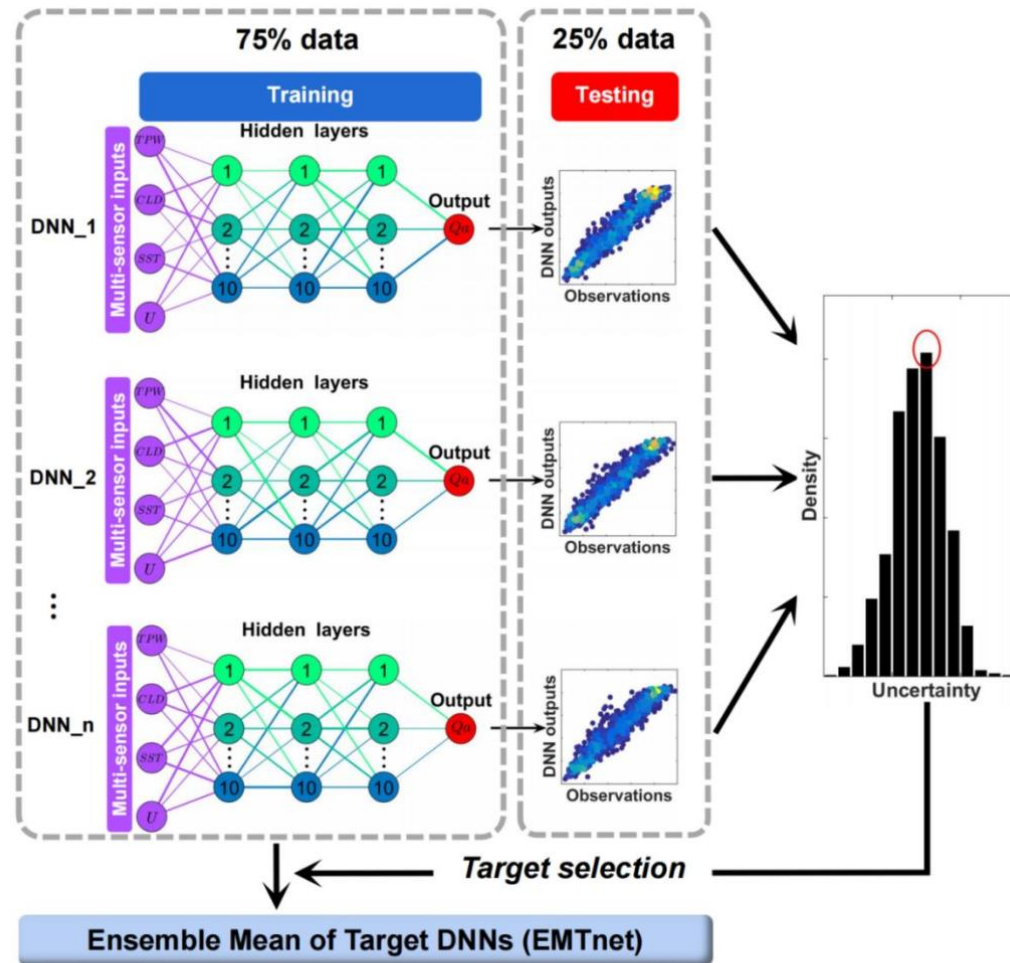 75% data
25% data
Training
Testing
DNN_1
Multi-sensor inputs
TPW
CLD
SST
U
Hidden layers
1 1 1
2 2 2
10 10 10
Output
Qa
DNN outputs
Observations
DNN_2
Multi-sensor inputs
TPW
CLD
SST
U
Hidden layers
1 1 1
2 2 2
10 10 10
Output
Qa
DNN outputs
Observations
...
DNN_n
Multi-sensor inputs
TPW
CLD
SST
U
Hidden layers
1 1 1
2 2 2
10 10 10
Output
Qa
DNN outputs
Observations
Density
Uncertainty
Target selection
Ensemble Mean of Target DNNs (EMTnet)